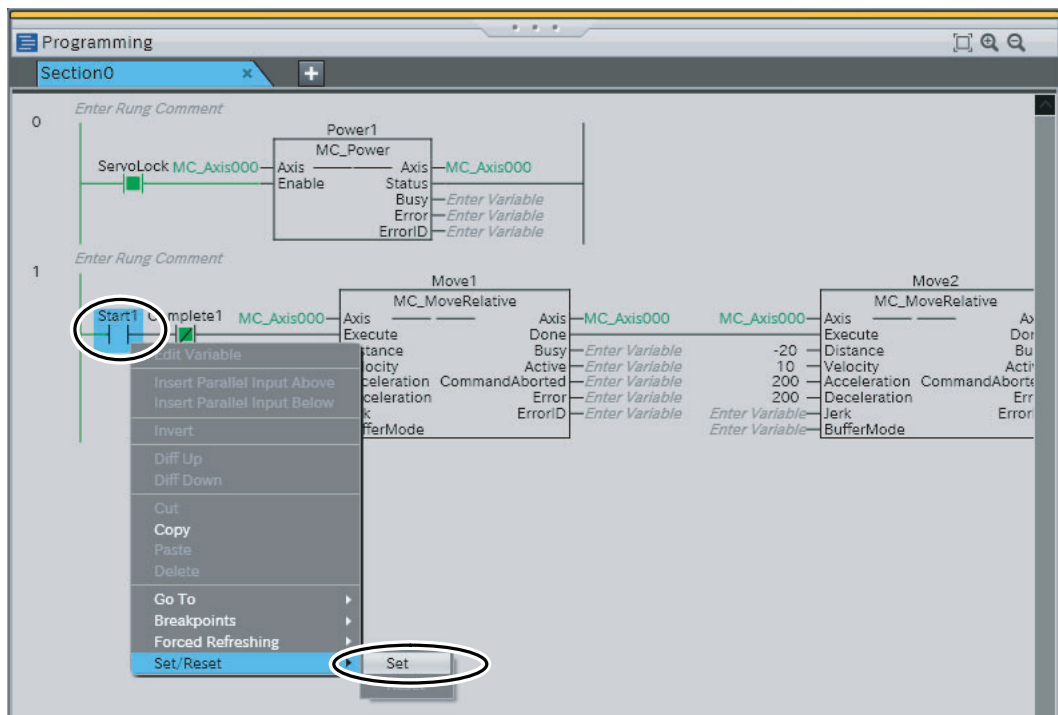 Programming
Section0
Enter Rung Comment
0
Power1
MC_Power
ServoLock MC_Axis000 Axis Axis MC_Axis000
Enable Status
Busy Enter Variable
Error Enter Variable
ErrorID Enter Variable
Enter Rung Comment
1
Move1 Move2
MC_MoveRelative MC_MoveRelative
Start1 Complete1 MC_Axis000 Axis Axis MC_Axis000 MC_Axis000 Axis
Execute Done Execute
Busy Enter Variable -20 Distance
Active Enter Variable 10 Velocity
CommandAborted Enter Variable 200 Acceleration
Error Enter Variable 200 Deceleration
ErrorID Enter Variable Enter Variable Jerk
Enter Variable BufferMode
Edit Variable
Insert Parallel Input Above
Insert Parallel Input Below
Invert
Diff Up
Diff Down
Cut
Copy
Paste
Delete
Go To
Breakpoints
Forced Refreshing
Set/Reset Set